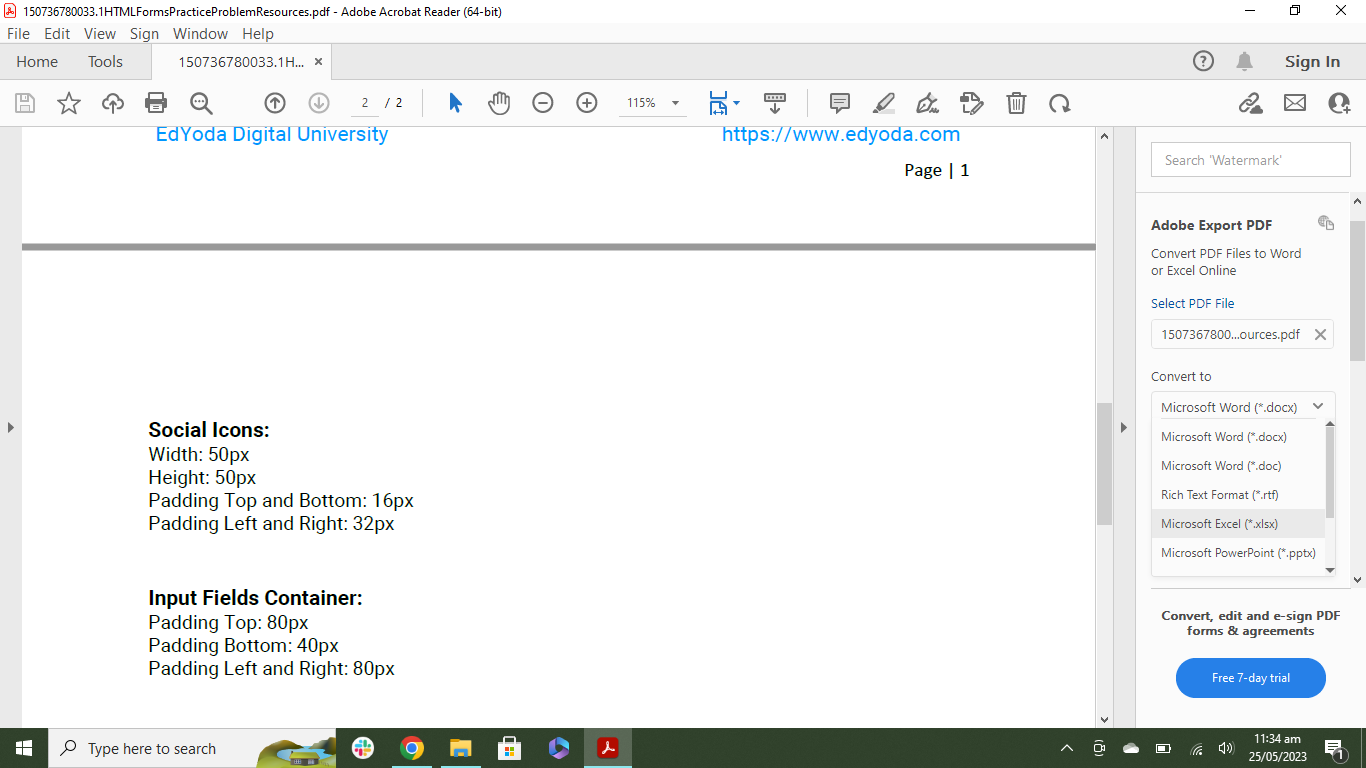 150736780033.1HTMLFormsPracticeProblemResources.pdf - Adobe Acrobat Reader (64-bit)
File Edit View Sign Window Help
Home Tools 150736780033.1H... × Sign In
2 / 2 115%
EdYoda Digital University https://www.edyoda.com
Page | 1
Social Icons:
Width: 50px
Height: 50px
Padding Top and Bottom: 16px
Padding Left and Right: 32px
Input Fields Container:
Padding Top: 80px
Padding Bottom: 40px
Padding Left and Right: 80px
Search 'Watermark'
Adobe Export PDF
Convert PDF Files to Word
or Excel Online
Select PDF File
1507367800...ources.pdf
Convert to
Microsoft Word (*.docx)
Microsoft Word (*.docx)
Microsoft Word (*.doc)
Rich Text Format (*.rtf)
Microsoft Excel (*.xlsx)
Microsoft PowerPoint (*.pptx)
Convert, edit and e-sign PDF
forms & agreements
Free 7-day trial
Type here to search
11:34 am
25/05/2023
1